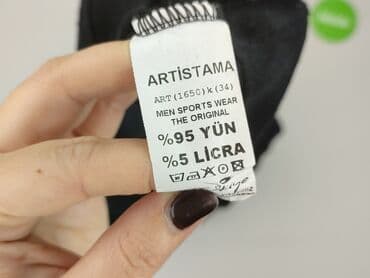 ARTİSTAMA
ART(1650)k(34)
MEN SPORTS WEAR
THE ORIGINAL
%95 YÜN
%5 LİCRA